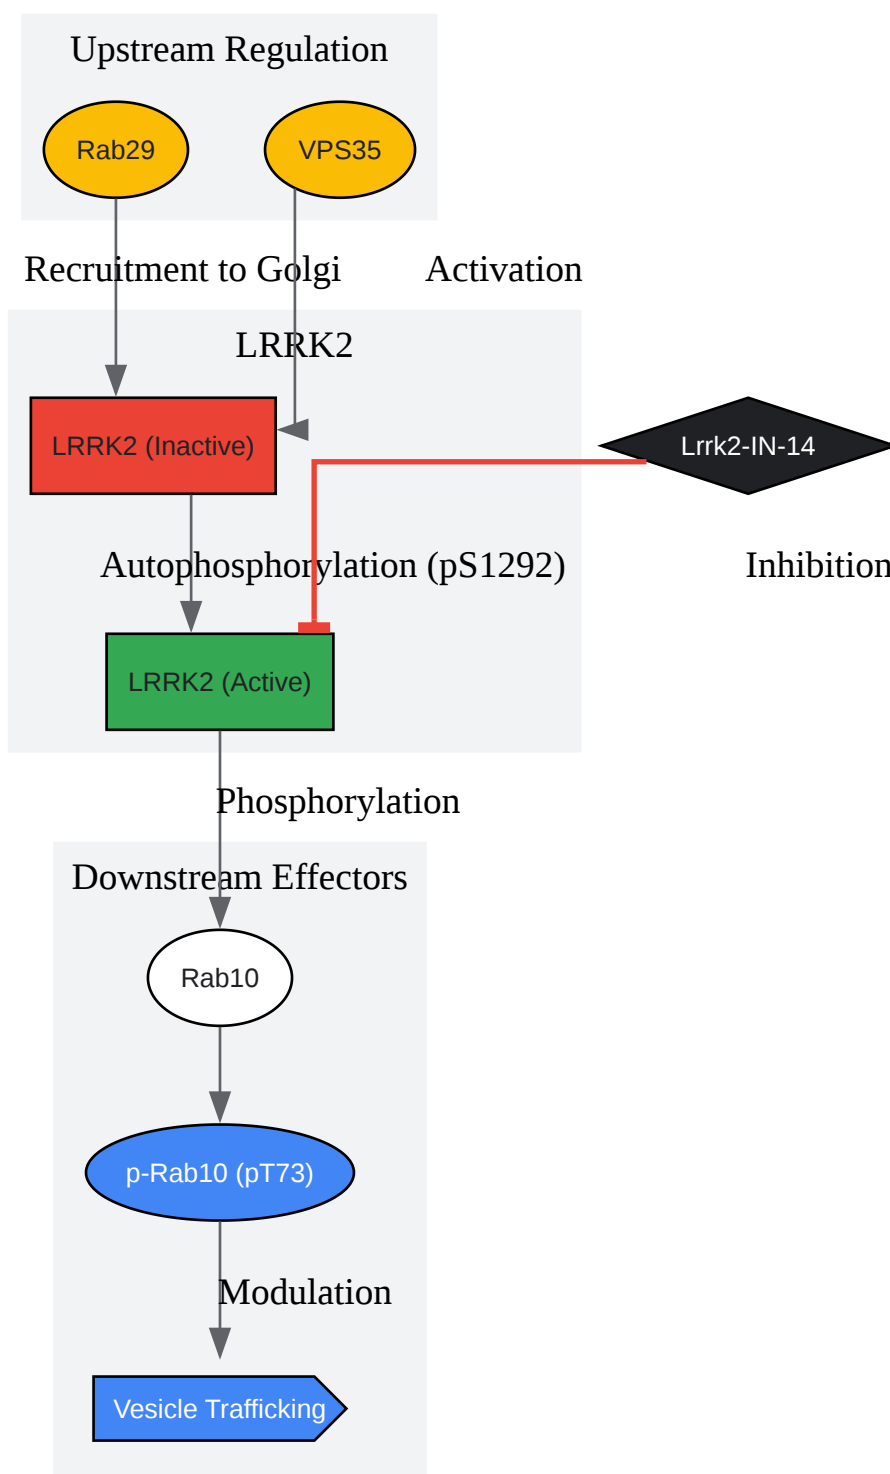 Upstream Regulation
Rab29
VPS35
Recruitment to Golgi
Activation
LRRK2
LRRK2 (Inactive)
Lrrk2-IN-14
Autophosphorylation (pS1292)
Inhibition
LRRK2 (Active)
Phosphorylation
Downstream Effectors
Rab10
p-Rab10 (pT73)
Modulation
Vesicle Trafficking